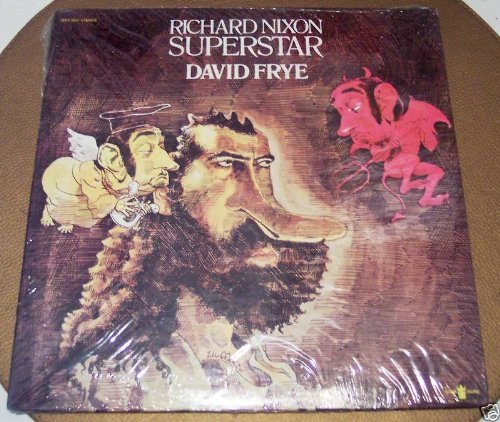 RICHARD NIXON
SUPERSTAR
DAVID FRYE